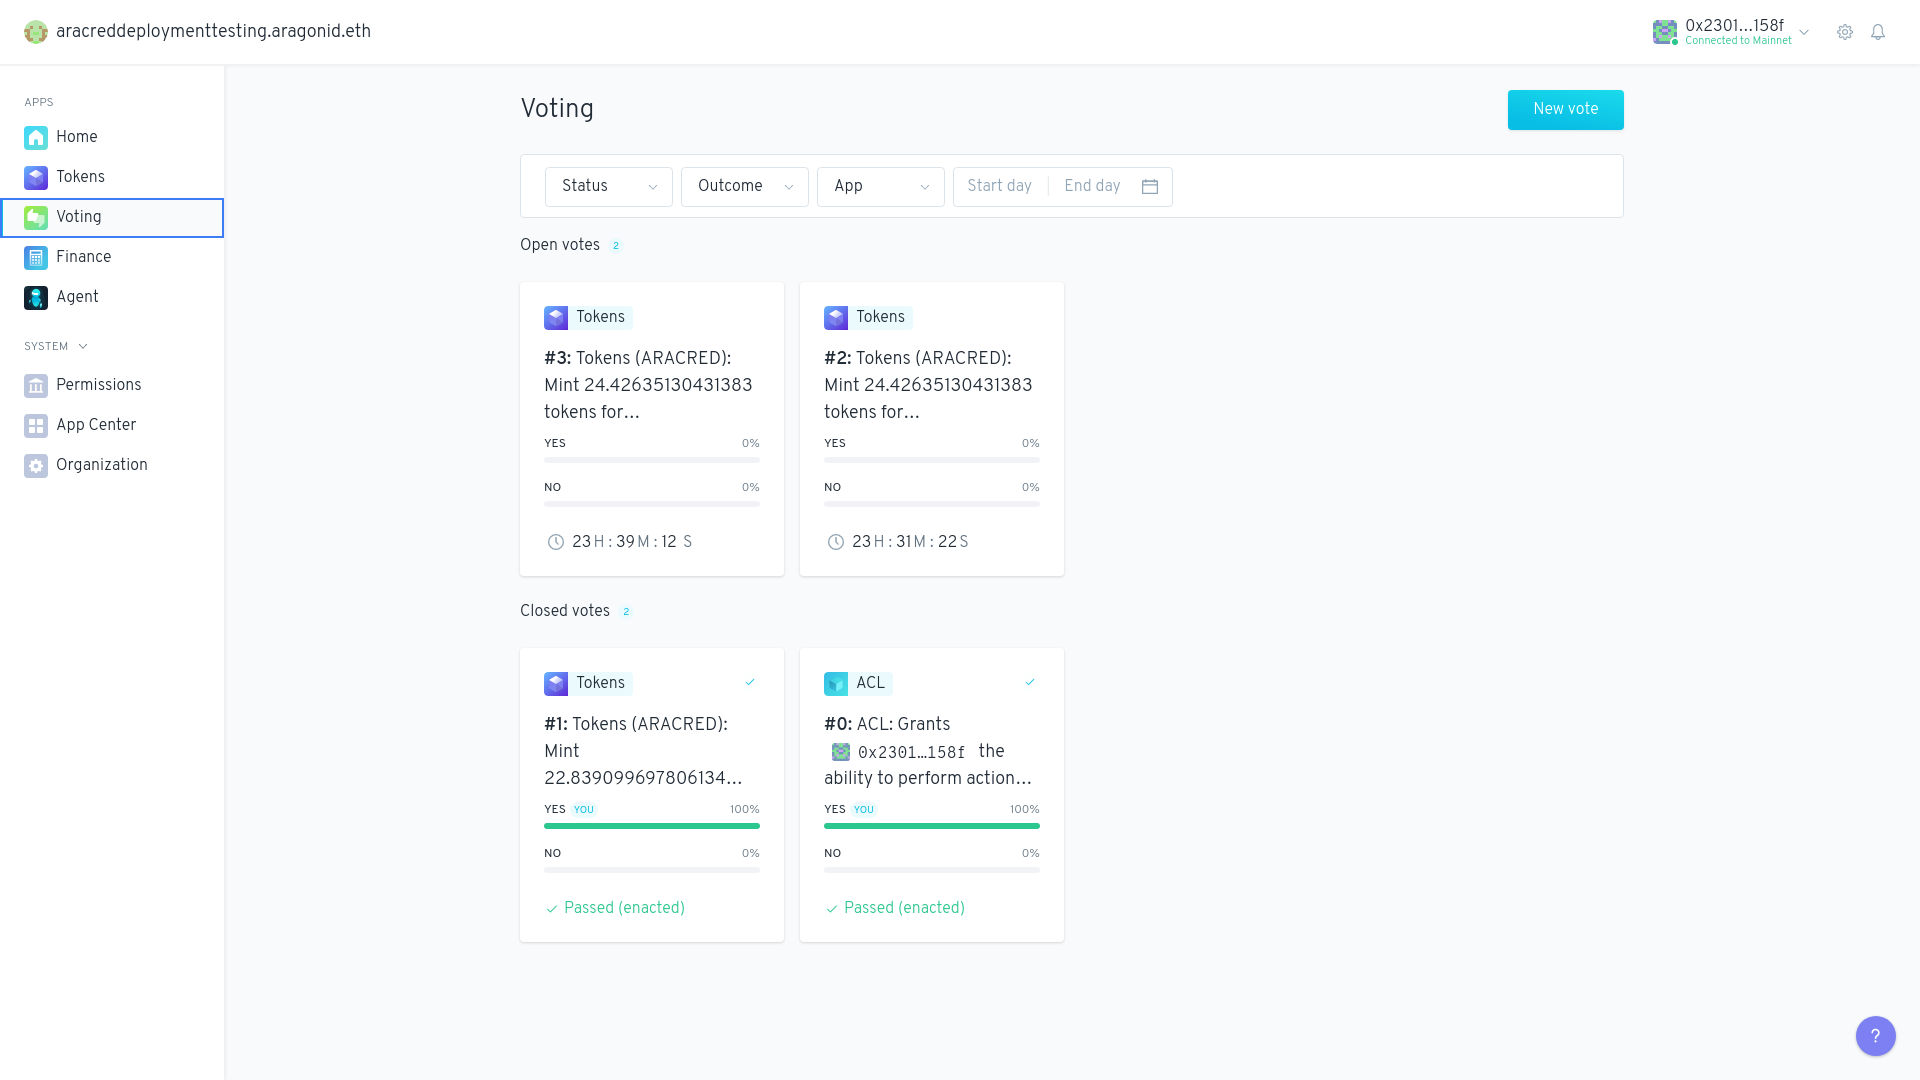 aracreddeploymenttesting.aragonid.eth
0x2301…158f
Connected to Mainnet
APPS
Home
Tokens
Voting
Finance
Agent
SYSTEM
Permissions
App Center
Organization
Voting
New vote
Status
Outcome
App
Start day
End day
Open votes 2
Tokens
#3: Tokens (ARACRED):
Mint 24.42635130431383
tokens for…
YES 0%
NO 0%
23 H : 39 M : 12 S
Tokens
#2: Tokens (ARACRED):
Mint 24.42635130431383
tokens for…
YES 0%
NO 0%
23 H : 31 M : 22 S
Closed votes 2
Tokens
#1: Tokens (ARACRED):
Mint
22.839099697806134…
YES YOU 100%
NO 0%
Passed (enacted)
ACL
#0: ACL: Grants
0x2301…158f the
ability to perform action…
YES YOU 100%
NO 0%
Passed (enacted)
?